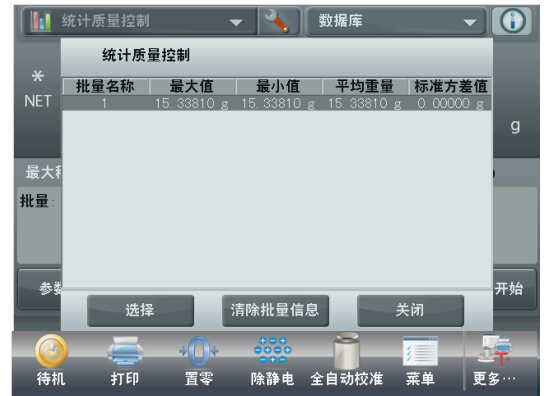 统计质量控制 数据库
统计质量控制
*
NET
批量名称 最大值 最小值 平均重量 标准方差值
1 15.33810 g 15.33810 g 15.33810 g 0.00000 g
g
最大
批量:
参数 开始
选择 清除批量信息 关闭
待机 打印 置零 除静电 全自动校准 菜单 更多…